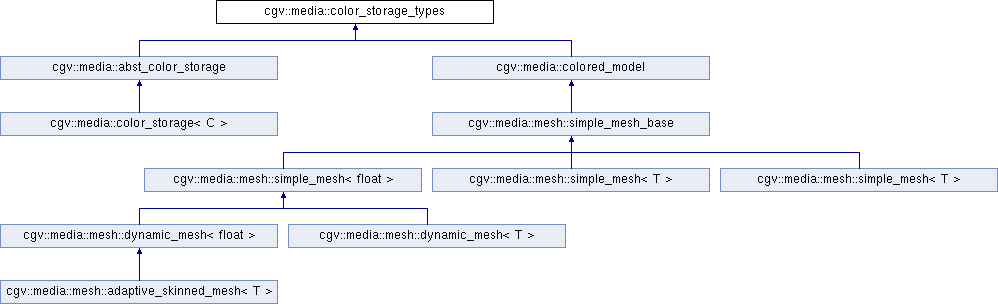 cgv::media::color_storage_types
cgv::media::abst_color_storage
cgv::media::colored_model
cgv::media::color_storage< C >
cgv::media::mesh::simple_mesh_base
cgv::media::mesh::simple_mesh< float >
cgv::media::mesh::simple_mesh< T >
cgv::media::mesh::simple_mesh< T >
cgv::media::mesh::dynamic_mesh< float >
cgv::media::mesh::dynamic_mesh< T >
cgv::media::mesh::adaptive_skinned_mesh< T >